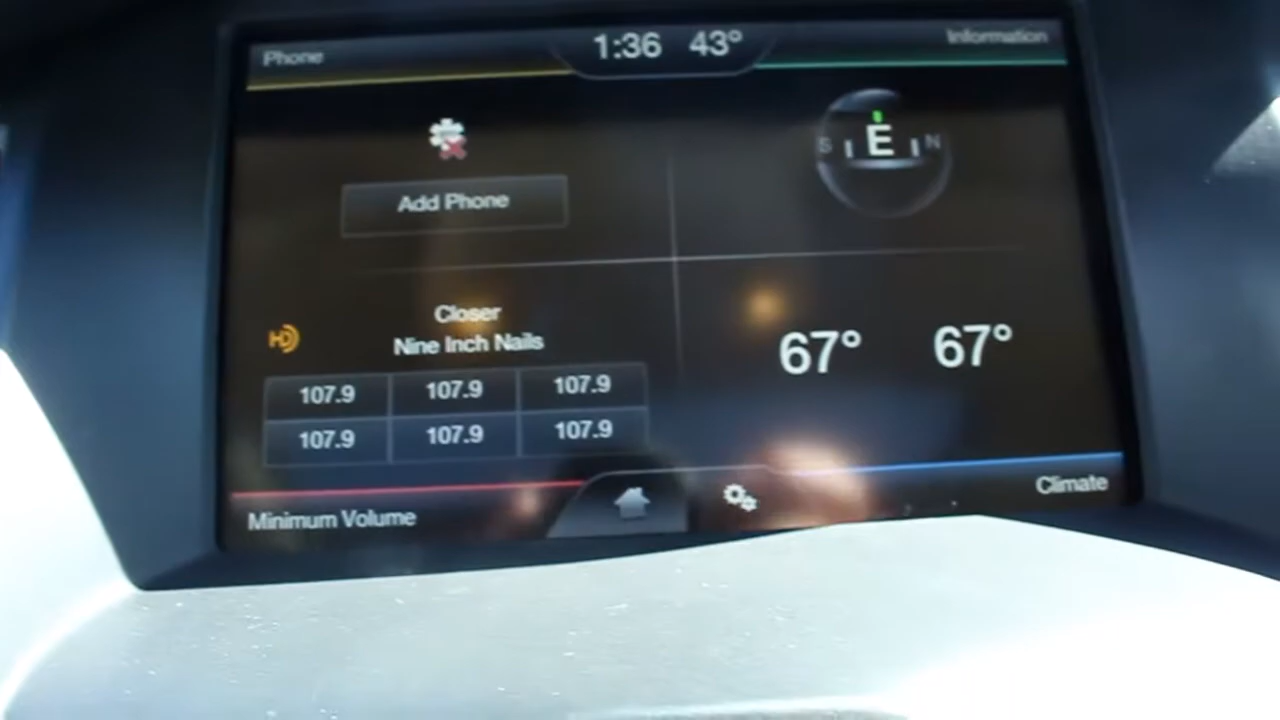 Phone
1:36 43°
Information
Add Phone
S E N
HD
Closer
Nine Inch Nails
107.9 107.9 107.9
107.9 107.9 107.9
67° 67°
Minimum Volume
Climate